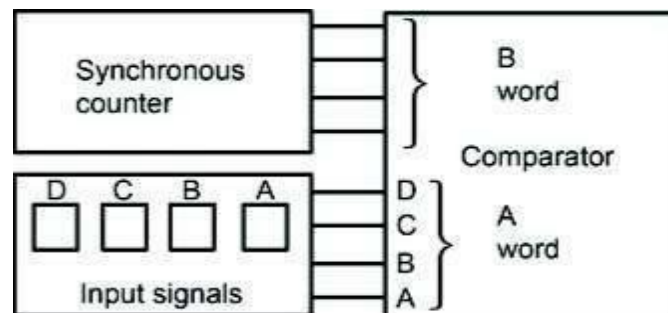 Synchronous
counter
B
word
Comparator
D C B A
Input signals
D
C
B
A
A
word